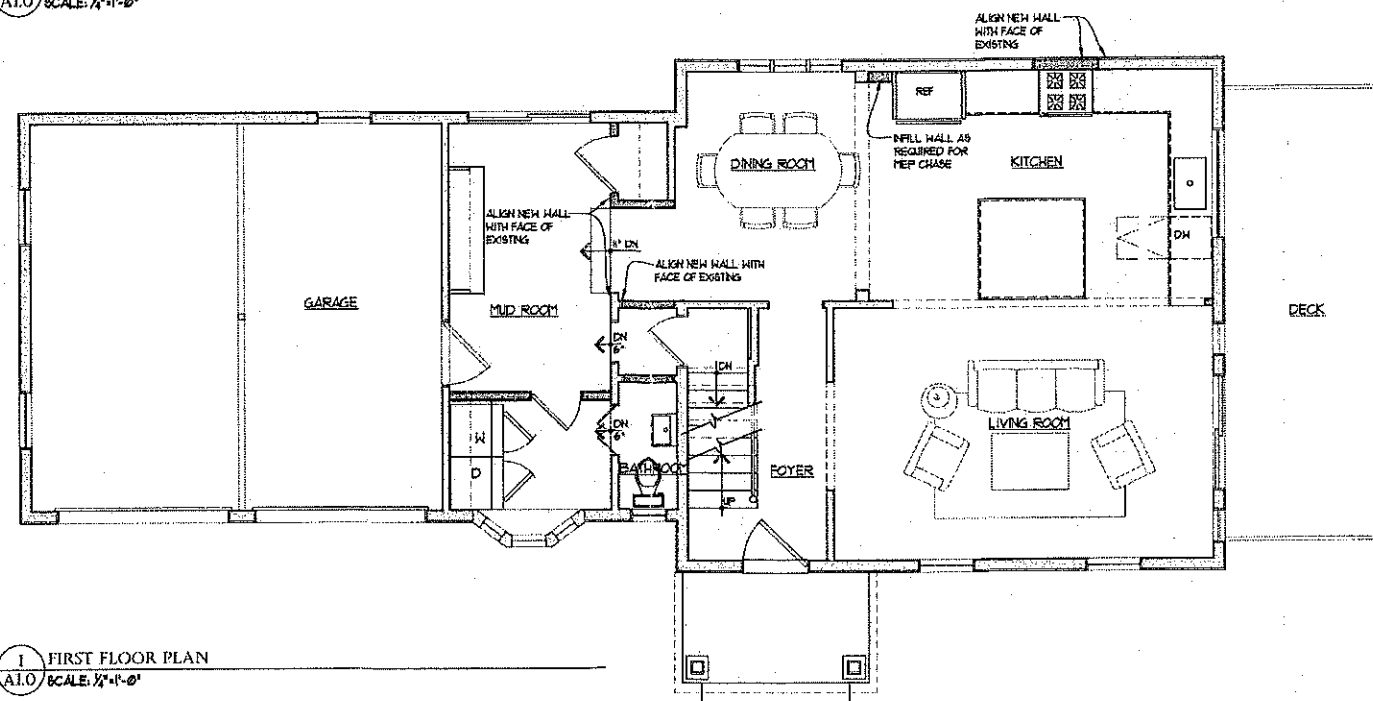 A1.0 SCALE: 1/4"=1'-0"
ALIGN NEW WALL
WITH FACE OF
EXISTING
REF
INFILL WALL AS
REQUIRED FOR
MEP CHASE
DINING ROOM
KITCHEN
ALIGN NEW WALL
WITH FACE OF
EXISTING
DW
DN
ALIGN NEW WALL WITH
FACE OF EXISTING
GARAGE
MUD ROOM
DECK
DN
6"
DN
LIVING ROOM
W
DN
6"
D
BATHROOM
FOYER
UP
1 FIRST FLOOR PLAN
A1.0 SCALE: 1/4"=1'-0"